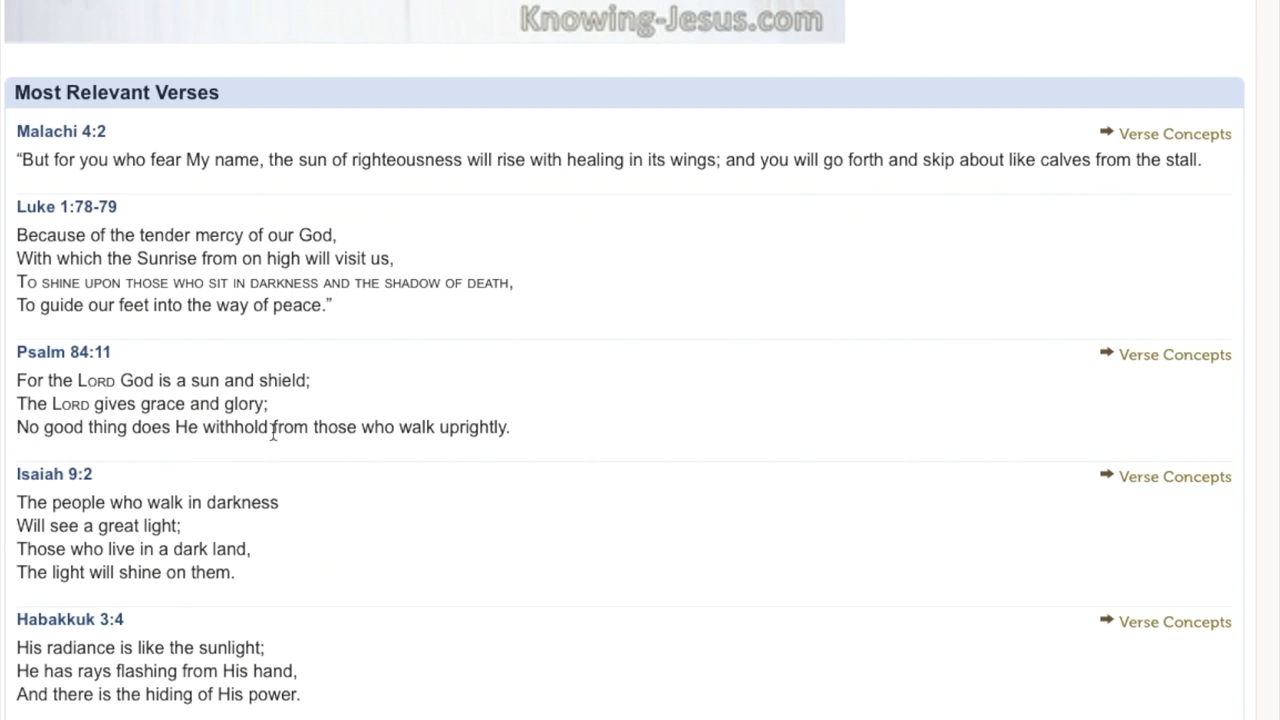 Knowing-Jesus.com
Most Relevant Verses
Malachi 4:2
Verse Concepts
“But for you who fear My name, the sun of righteousness will rise with healing in its wings; and you will go forth and skip about like calves from the stall.
Luke 1:78-79
Because of the tender mercy of our God,
With which the Sunrise from on high will visit us,
To shine upon those who sit in darkness and the shadow of death,
To guide our feet into the way of peace.”
Psalm 84:11
Verse Concepts
For the Lord God is a sun and shield;
The Lord gives grace and glory;
No good thing does He withhold from those who walk uprightly.
Isaiah 9:2
Verse Concepts
The people who walk in darkness
Will see a great light;
Those who live in a dark land,
The light will shine on them.
Habakkuk 3:4
Verse Concepts
His radiance is like the sunlight;
He has rays flashing from His hand,
And there is the hiding of His power.